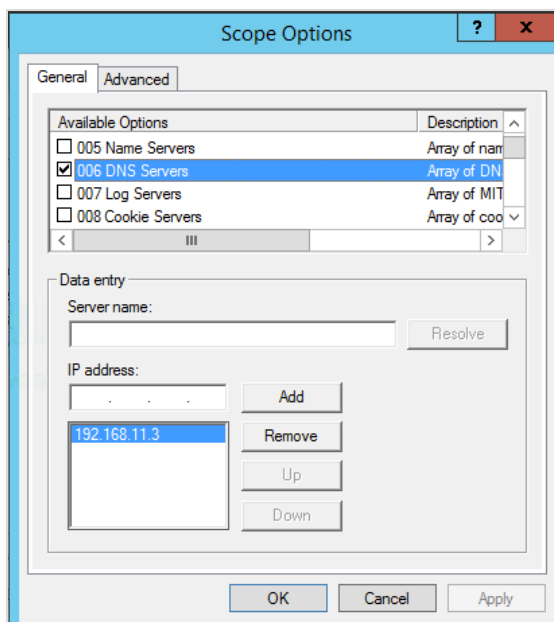 Scope Options
?
x
General Advanced
Available Options Description
005 Name Servers Array of nam
006 DNS Servers Array of DN
007 Log Servers Array of MIT
008 Cookie Servers Array of coo
Data entry
Server name:
Resolve
IP address:
. . . Add
192.168.11.3 Remove
Up
Down
OK Cancel Apply